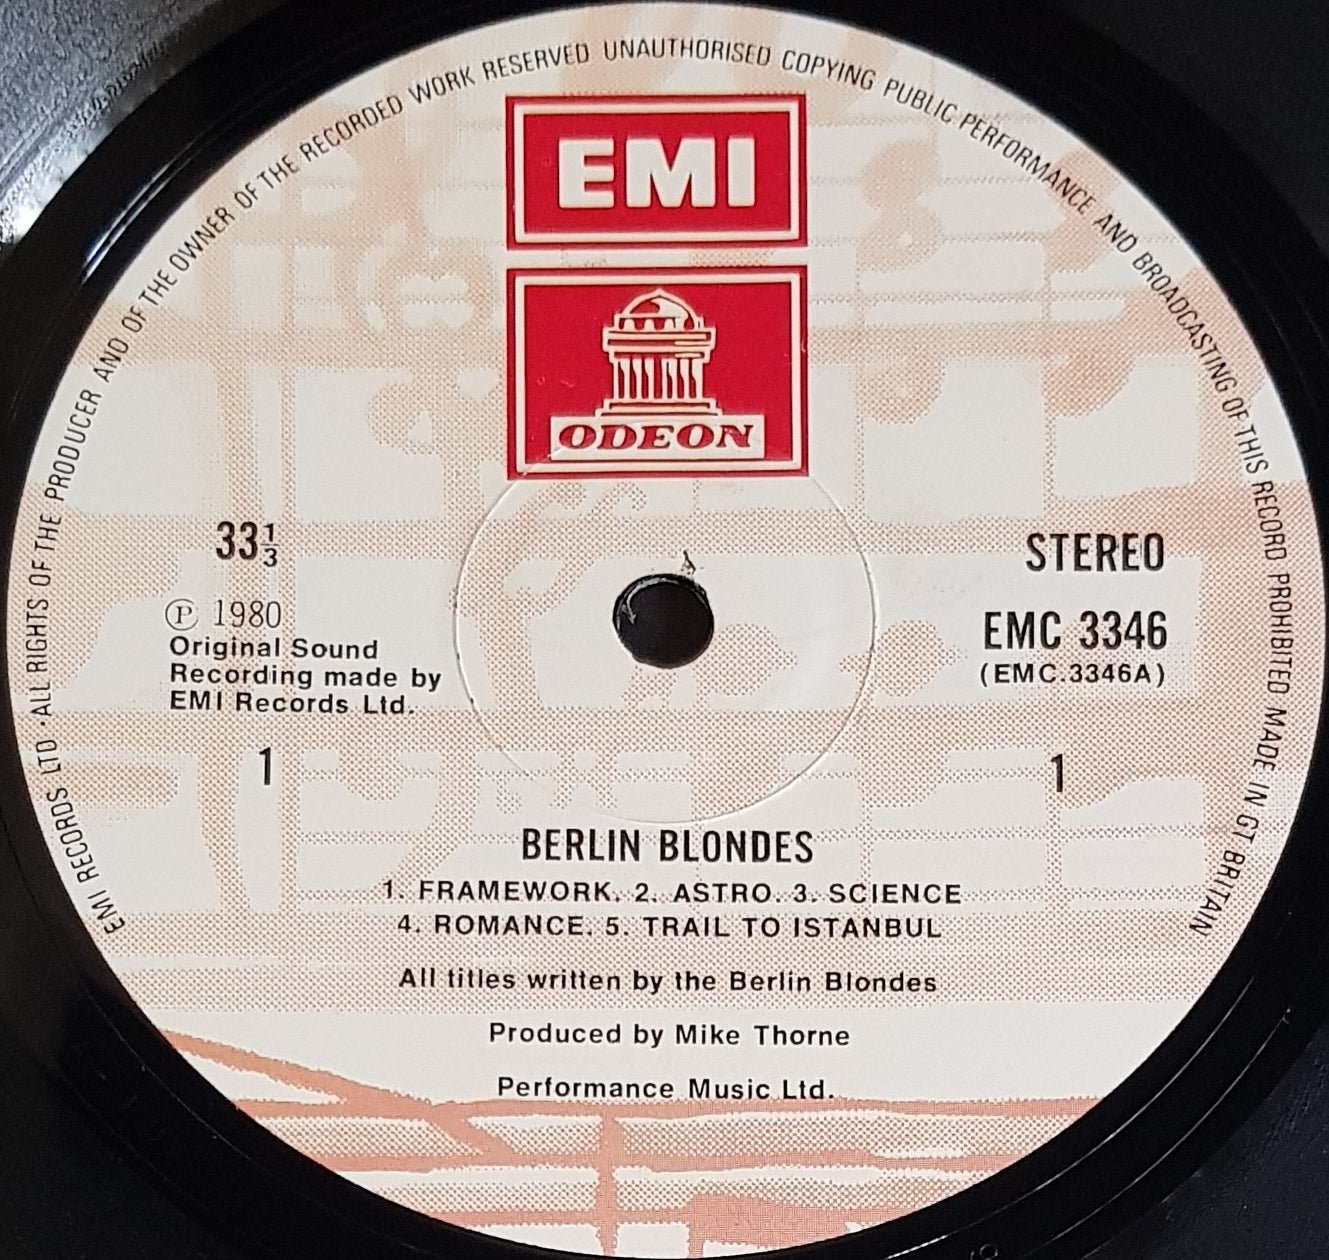 EMI RECORDS LTD · ALL RIGHTS OF THE PRODUCER AND OF THE OWNER OF THE RECORDED WORK RESERVED UNAUTHORISED COPYING PUBLIC PERFORMANCE AND BROADCASTING OF THIS RECORD PROHIBITED MADE IN GT BRITAIN
EMI
ODEON
33⅓
STEREO
℗ 1980
Original Sound
Recording made by
EMI Records Ltd.
EMC 3346
(EMC.3346A)
1
1
BERLIN BLONDES
1. FRAMEWORK. 2. ASTRO. 3. SCIENCE
4. ROMANCE. 5. TRAIL TO ISTANBUL
All titles written by the Berlin Blondes
Produced by Mike Thorne
Performance Music Ltd.